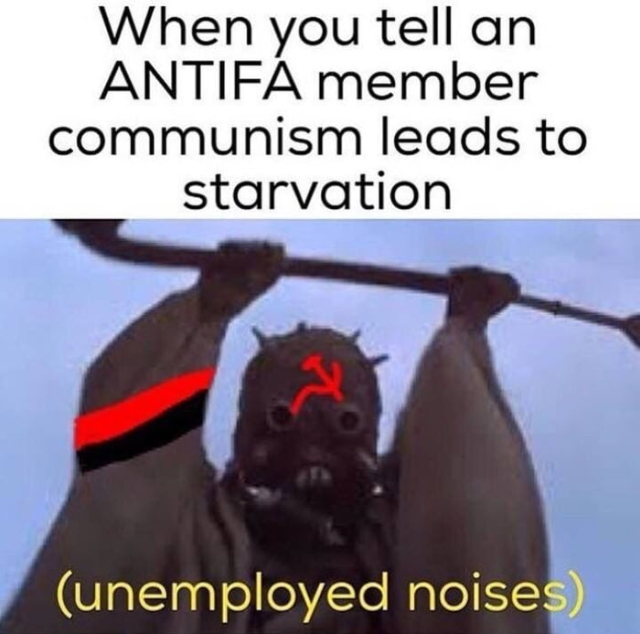 When you tell an
ANTIFA member
communism leads to
starvation
(unemployed noises)